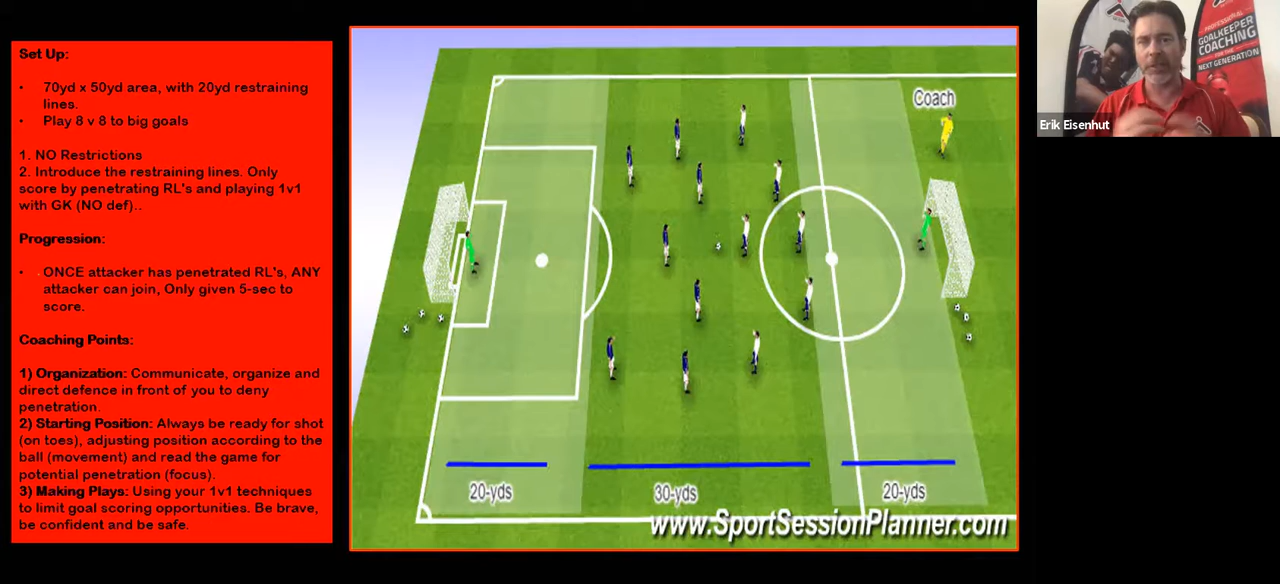 Set Up:
• 70yd x 50yd area, with 20yd restraining
lines.
• Play 8 v 8 to big goals
1. NO Restrictions
2. Introduce the restraining lines. Only
score by penetrating RL's and playing 1v1
with GK (NO def)..
Progression:
• ONCE attacker has penetrated RL's, ANY
attacker can join, Only given 5-sec to
score.
Coaching Points:
1) Organization: Communicate, organize and
direct defence in front of you to deny
penetration.
2) Starting Position: Always be ready for shot
(on toes), adjusting position according to the
ball (movement) and read the game for
potential penetration (focus).
3) Making Plays: Using your 1v1 techniques
to limit goal scoring opportunities. Be brave,
be confident and be safe.
Coach
20-yds
30-yds
20-yds
www.SportSessionPlanner.com
PROFESSIONAL
GOALKEEPER
COACHING
FOR THE
NEXT GENERATION
Erik Eisenhut